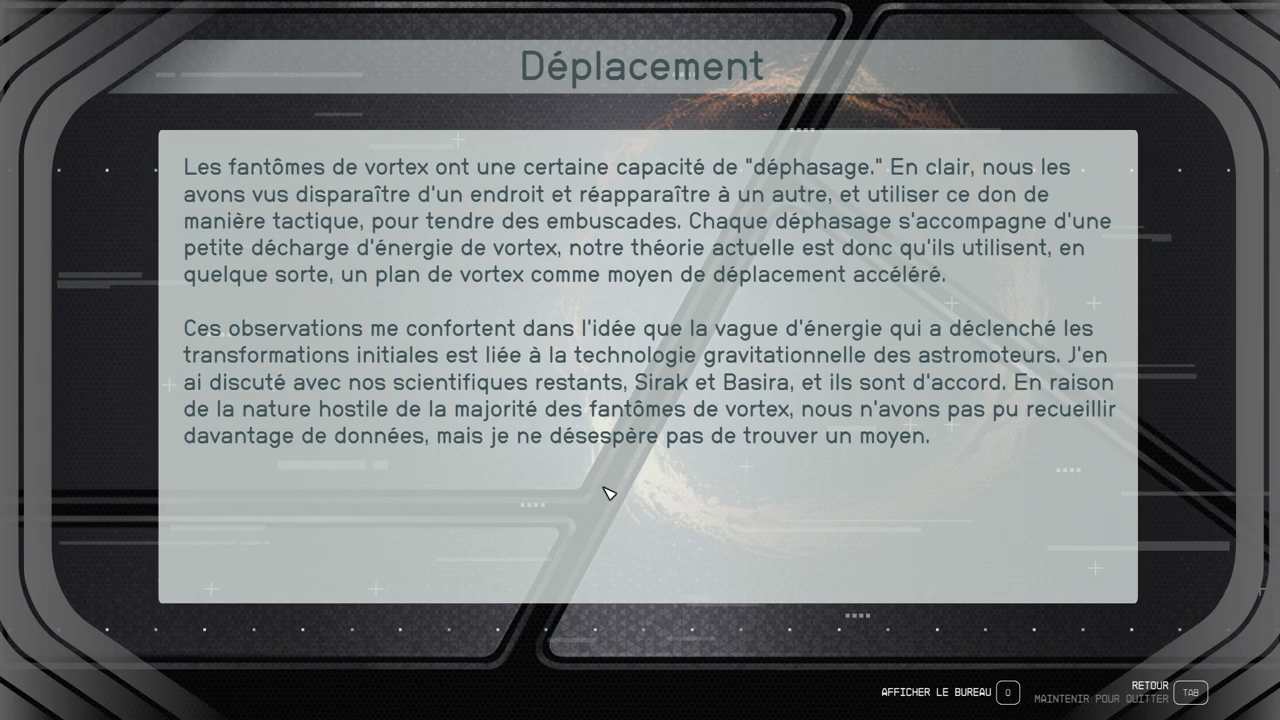 Déplacement
Les fantômes de vortex ont une certaine capacité de "déphasage." En clair, nous les
avons vus disparaître d'un endroit et réapparaître à un autre, et utiliser ce don de
manière tactique, pour tendre des embuscades. Chaque déphasage s'accompagne d'une
petite décharge d'énergie de vortex, notre théorie actuelle est donc qu'ils utilisent, en
quelque sorte, un plan de vortex comme moyen de déplacement accéléré.
Ces observations me confortent dans l'idée que la vague d'énergie qui a déclenché les
transformations initiales est liée à la technologie gravitationnelle des astromoteurs. J'en
ai discuté avec nos scientifiques restants, Sirak et Basira, et ils sont d'accord. En raison
de la nature hostile de la majorité des fantômes de vortex, nous n'avons pas pu recueillir
davantage de données, mais je ne désespère pas de trouver un moyen.
AFFICHER LE BUREAU O
RETOUR
MAINTENIR POUR QUITTER TAB